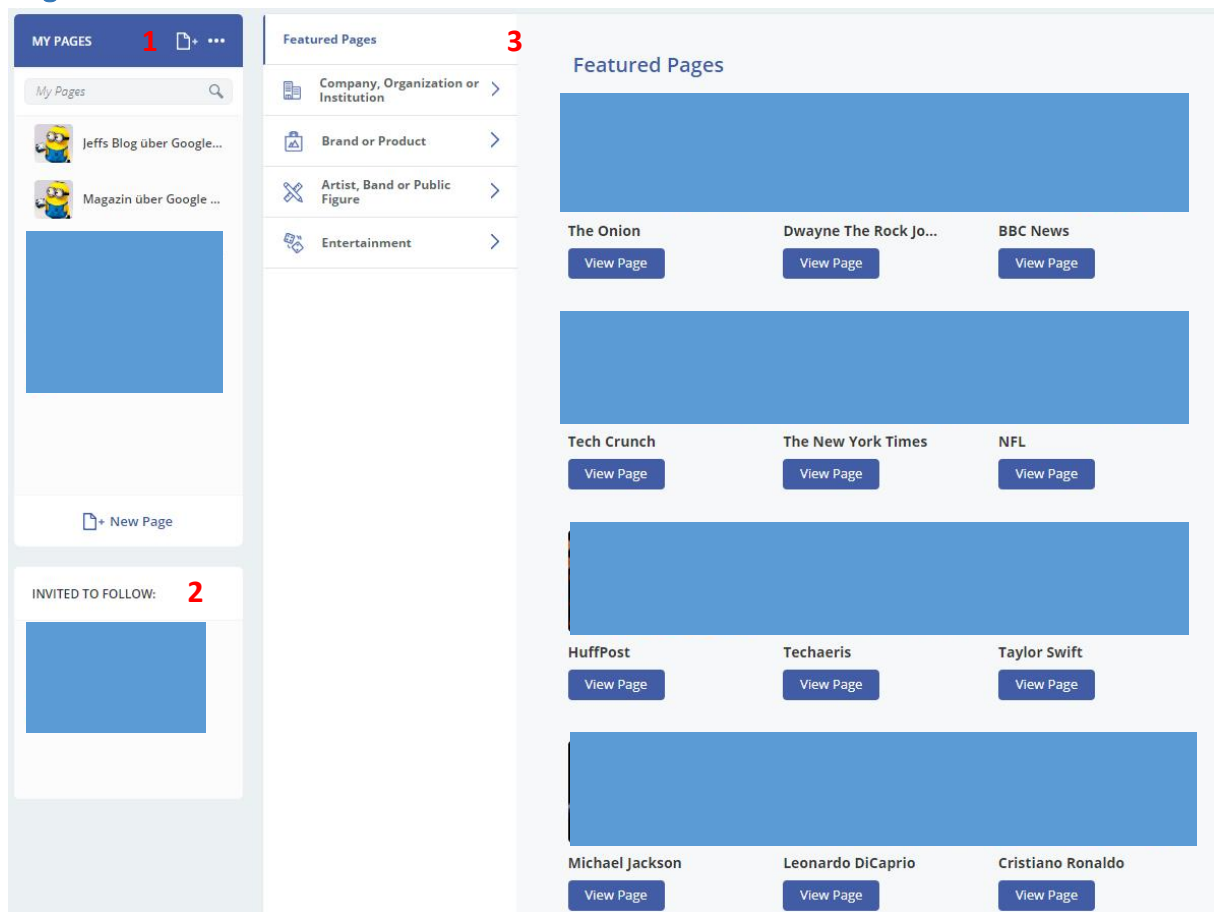 MY PAGES 1 + •••
My Pages
Jeffs Blog über Google...
Magazin über Google ...
+ New Page
INVITED TO FOLLOW: 2
Featured Pages 3
Company, Organization or
Institution
Brand or Product
Artist, Band or Public
Figure
Entertainment
Featured Pages
The Onion Dwayne The Rock Jo... BBC News
View Page View Page View Page
Tech Crunch The New York Times NFL
View Page View Page View Page
HuffPost Techaeris Taylor Swift
View Page View Page View Page
Michael Jackson Leonardo DiCaprio Cristiano Ronaldo
View Page View Page View Page